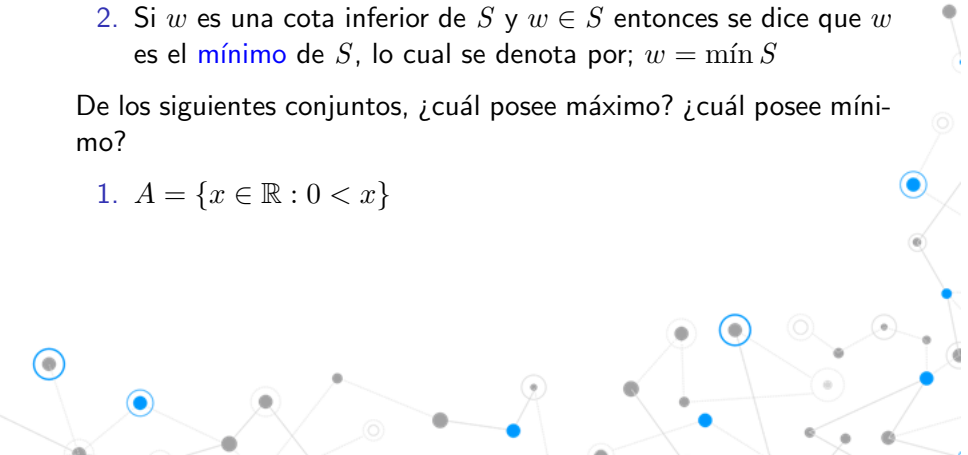 2. Si w es una cota inferior de S y w ∈ S entonces se dice que w
es el mínimo de S, lo cual se denota por; w = mín S
De los siguientes conjuntos, ¿cuál posee máximo? ¿cuál posee míni-
mo?
1. A = {x ∈ ℝ : 0 < x}